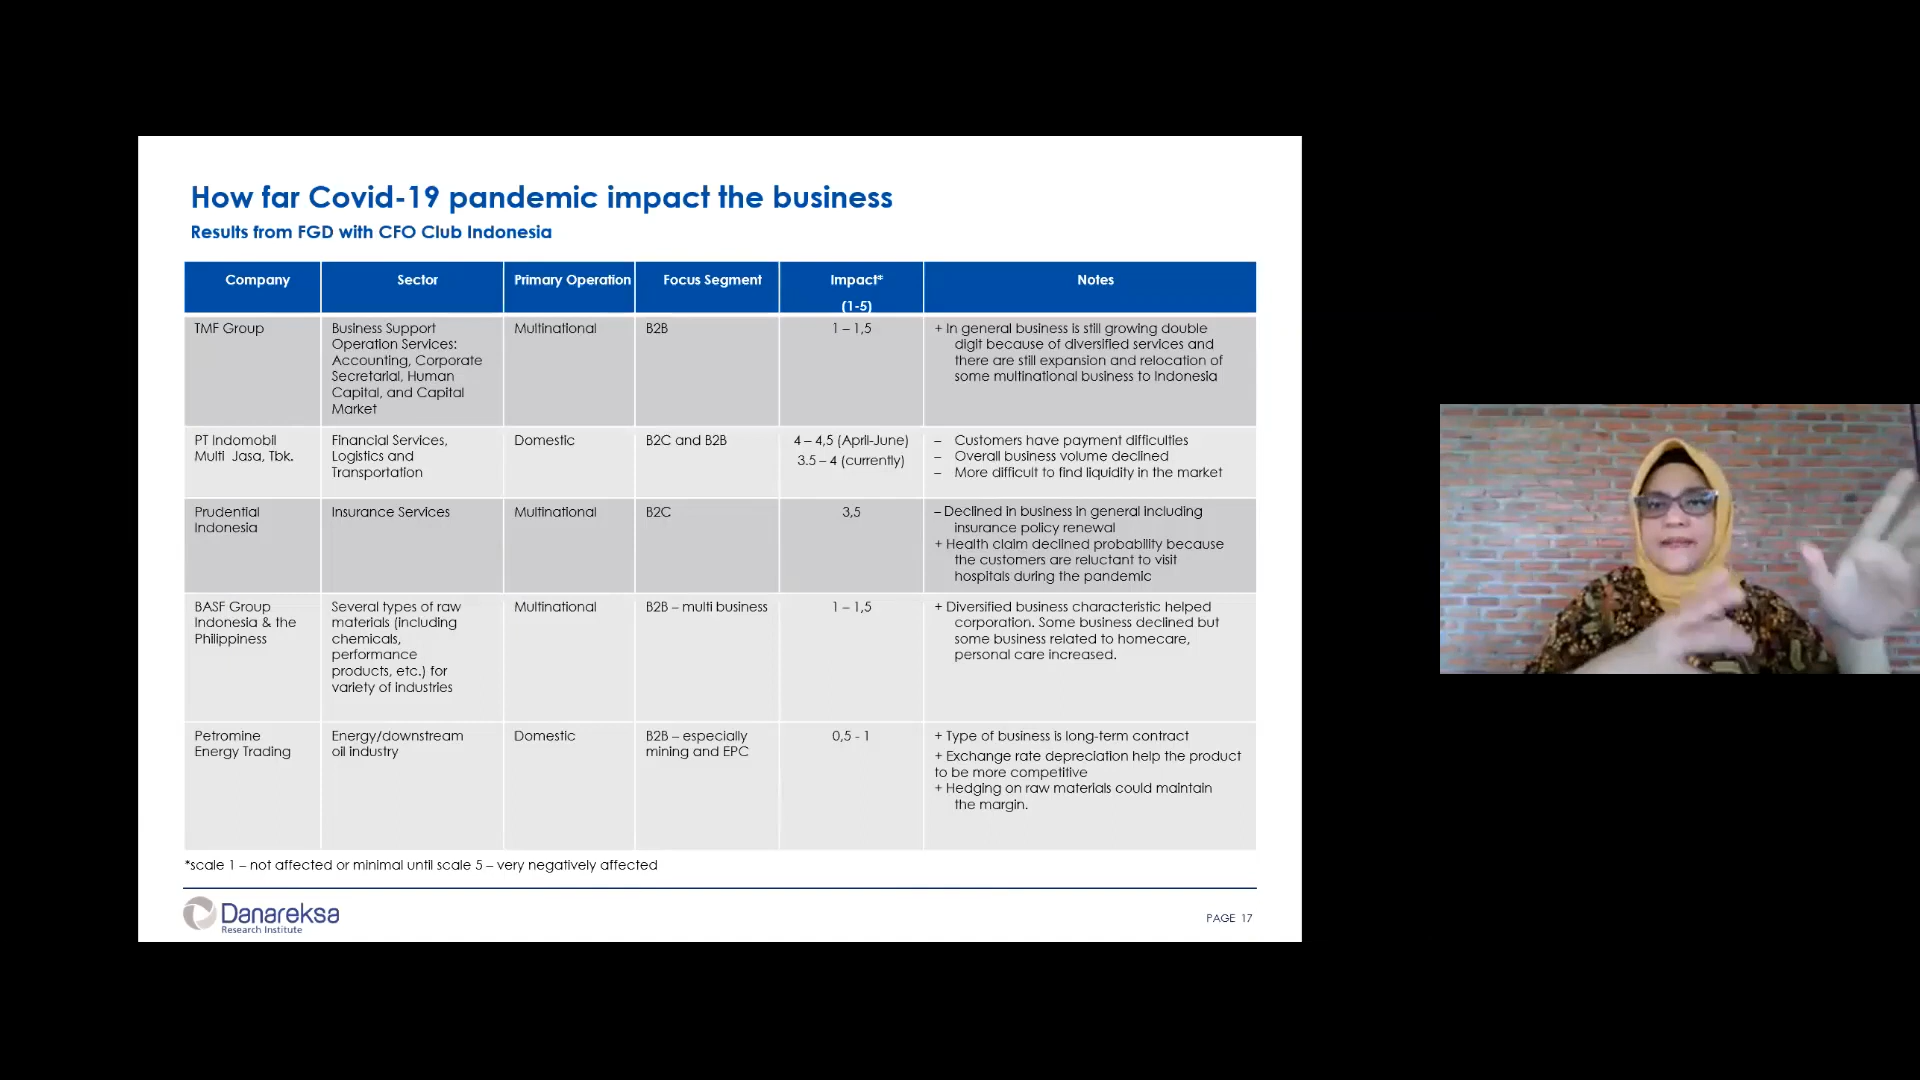 How far Covid-19 pandemic impact the business
Results from FGD with CFO Club Indonesia
Company
Sector
Primary Operation
Focus Segment
Impact*
(1-5)
Notes
TMF Group
Business Support
Operation Services:
Accounting, Corporate
Secretarial, Human
Capital, and Capital
Market
Multinational
B2B
1 – 1,5
+ In general business is still growing double
digit because of diversified services and
there are still expansion and relocation of
some multinational business to Indonesia
PT Indomobil
Multi Jasa, Tbk.
Financial Services,
Logistics and
Transportation
Domestic
B2C and B2B
4 – 4,5 (April-June)
3.5 – 4 (currently)
– Customers have payment difficulties
– Overall business volume declined
– More difficult to find liquidity in the market
Prudential
Indonesia
Insurance Services
Multinational
B2C
3,5
– Declined in business in general including
insurance policy renewal
+ Health claim declined probability because
the customers are reluctant to visit
hospitals during the pandemic
BASF Group
Indonesia & the
Philippiness
Several types of raw
materials (including
chemicals,
performance
products, etc.) for
variety of industries
Multinational
B2B – multi business
1 – 1,5
+ Diversified business characteristic helped
corporation. Some business declined but
some business related to homecare,
personal care increased.
Petromine
Energy Trading
Energy/downstream
oil industry
Domestic
B2B – especially
mining and EPC
0,5 - 1
+ Type of business is long-term contract
+ Exchange rate depreciation help the product
to be more competitive
+ Hedging on raw materials could maintain
the margin.
*scale 1 – not affected or minimal until scale 5 – very negatively affected
Danareksa
Research Institute
PAGE 17